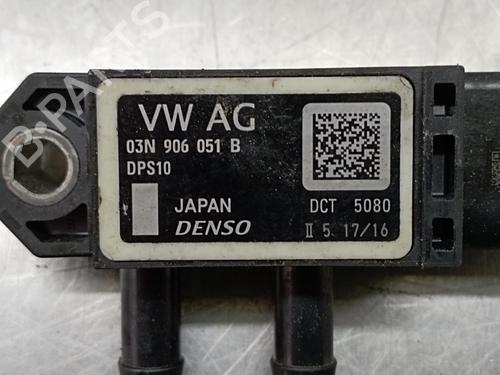 VW AG
03N 906 051 B
DPS10
JAPAN DCT 5080
DENSO II 5 17/16
B-PARTS